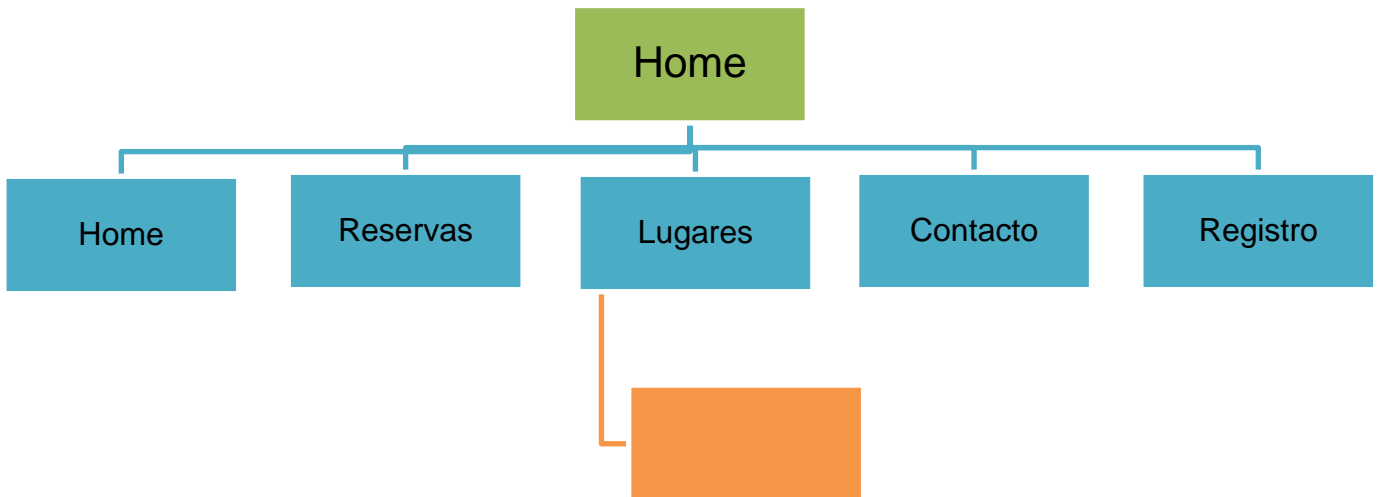 Home
Home
Reservas
Lugares
Contacto
Registro